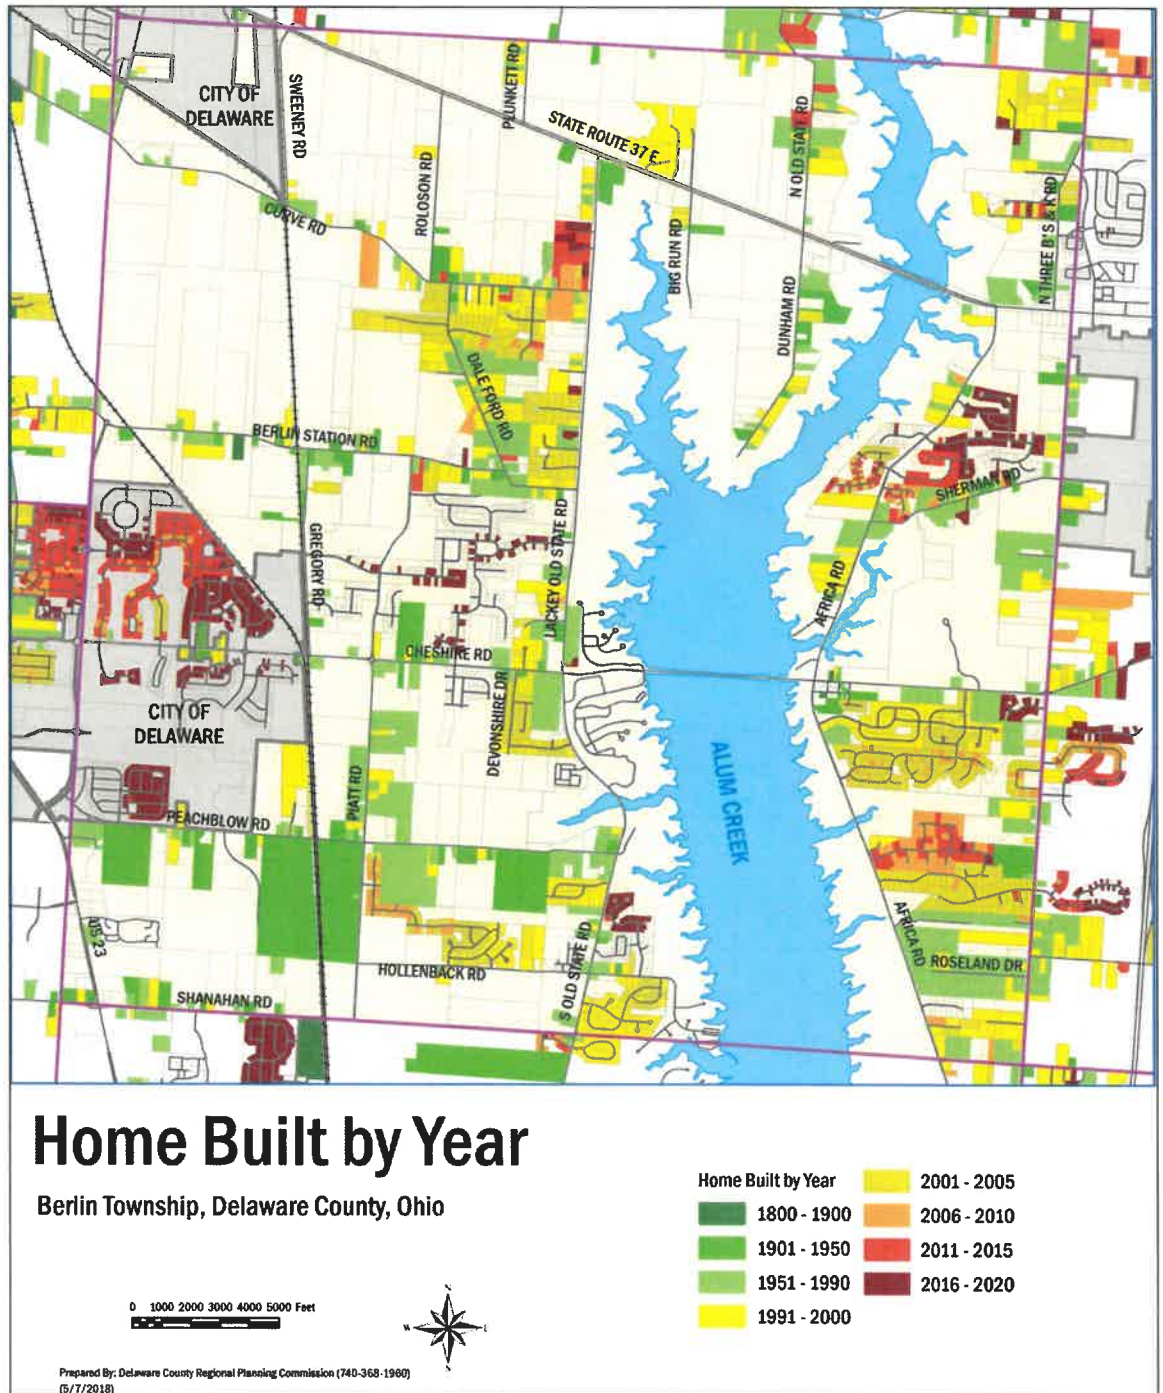 CITY OF
DELAWARE
SWEENEY RD
PLUNKETT RD
STATE ROUTE 37 E
N OLD STATE RD
ROLOSON RD
CURVE RD
BIG RUN RD
N THREE B'S & K RD
DUNHAM RD
DALE FORD RD
BERLIN STATION RD
SHERMAN RD
GREGORY RD
LACKEY OLD STATE RD
AFRICA RD
CHESHIRE RD
CITY OF
DELAWARE
DEVONSHIRE DR
ALUM CREEK
PIATT RD
PEACHBLOW RD
US 23
AFRICA RD
S OLD STATE RD
ROSELAND DR
HOLLENBACK RD
SHANAHAN RD
Home Built by Year
Berlin Township, Delaware County, Ohio
Home Built by Year
1800 - 1900
1901 - 1950
1951 - 1990
1991 - 2000
2001 - 2005
2006 - 2010
2011 - 2015
2016 - 2020
0 1000 2000 3000 4000 5000 Feet
N
W
S
Prepared By: Delaware County Regional Planning Commission (740-368-1960)
(5/7/2018)